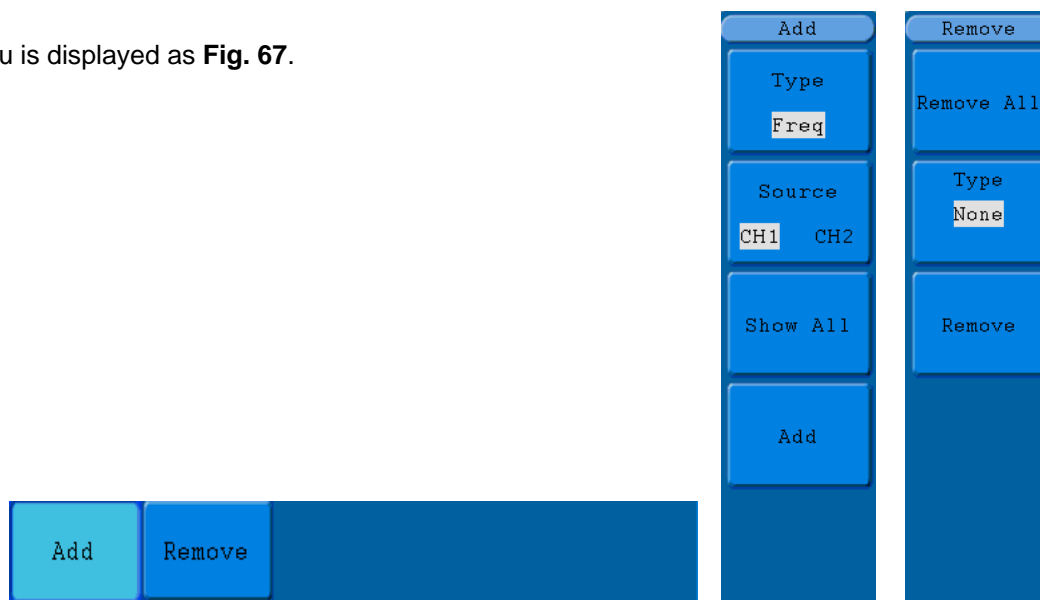 u is displayed as Fig. 67.
Add
Type
Freq
Source
CH1 CH2
Show All
Add
Remove
Remove All
Type
None
Remove
Add Remove